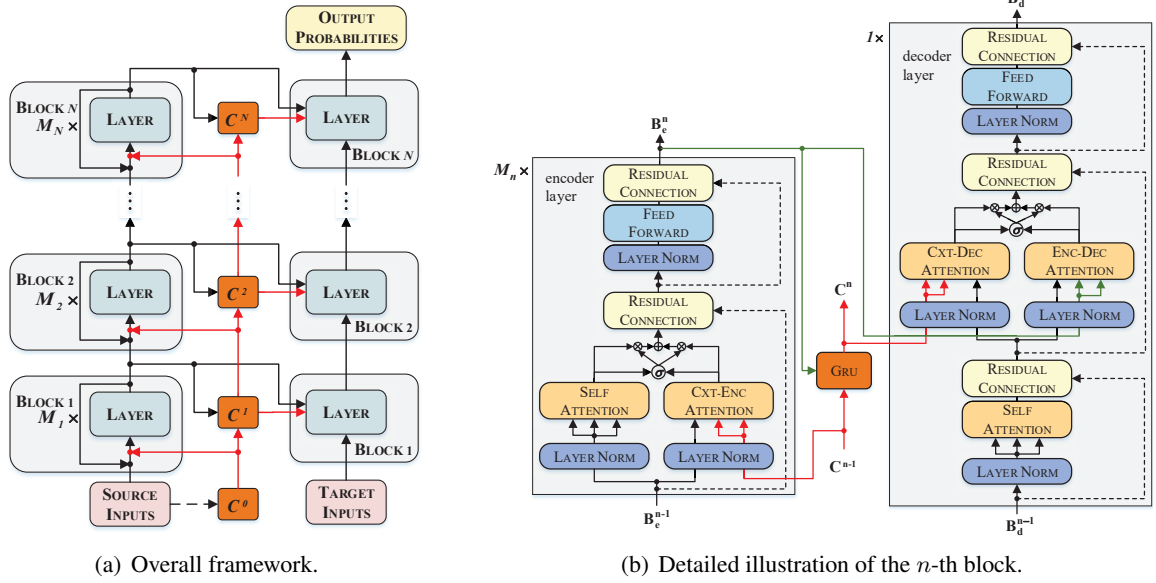 OUTPUT
PROBABILITIES
BLOCK N
M_N ×
LAYER
C^N
LAYER
BLOCK N
BLOCK 2
M_2 ×
LAYER
C^2
LAYER
BLOCK 2
BLOCK 1
M_1 ×
LAYER
C^1
LAYER
BLOCK 1
SOURCE
INPUTS
C^0
TARGET
INPUTS
(a) Overall framework.
B_e^n
M_n ×
encoder
layer
RESIDUAL
CONNECTION
FEED
FORWARD
LAYER NORM
RESIDUAL
CONNECTION
σ
SELF
ATTENTION
CXT-ENC
ATTENTION
LAYER NORM
LAYER NORM
B_e^{n-1}
C^n
GRU
C^{n-1}
B_d^n
1×
decoder
layer
RESIDUAL
CONNECTION
FEED
FORWARD
LAYER NORM
RESIDUAL
CONNECTION
σ
CXT-DEC
ATTENTION
ENC-DEC
ATTENTION
LAYER NORM
LAYER NORM
RESIDUAL
CONNECTION
SELF
ATTENTION
LAYER NORM
B_d^{n-1}
(b) Detailed illustration of the n-th block.